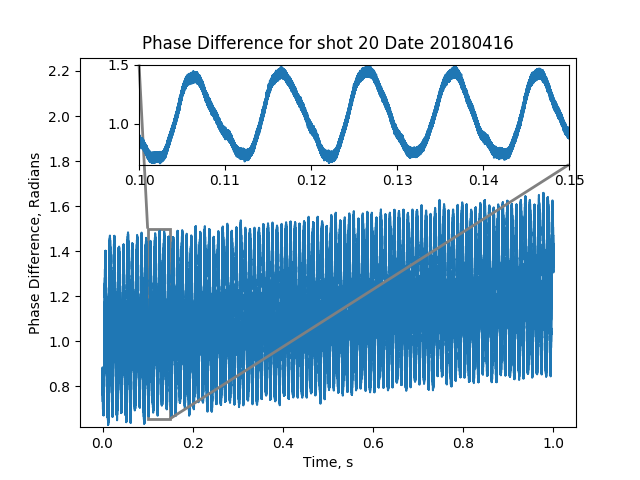 Phase Difference for shot 20 Date 20180416
2.2
2.0
1.8
1.6
1.4
1.2
1.0
0.8
Phase Difference, Radians
1.5
1.0
0.10 0.11 0.12 0.13 0.14 0.15
0.0 0.2 0.4 0.6 0.8 1.0
Time, s